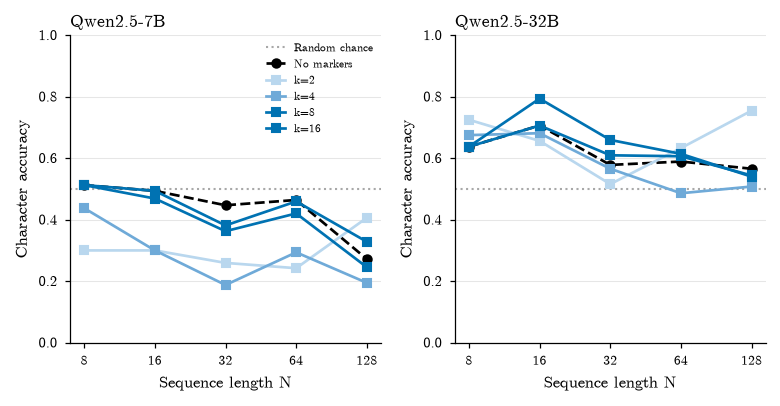 Qwen2.5-7B
Character accuracy
1.0
0.8
0.6
0.4
0.2
0.0
Random chance
No markers
k=2
k=4
k=8
k=16
8
16
32
64
128
Sequence length N
Qwen2.5-32B
Character accuracy
1.0
0.8
0.6
0.4
0.2
0.0
8
16
32
64
128
Sequence length N